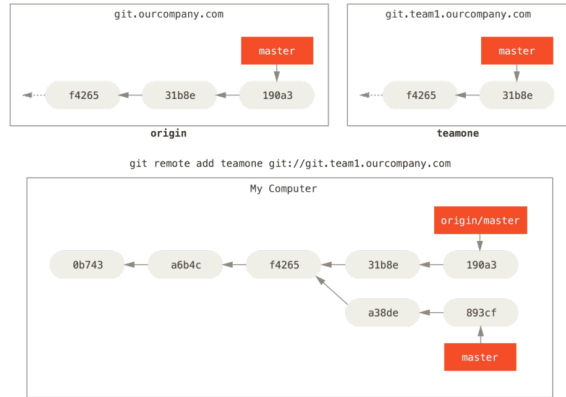 git.ourcompany.com
master
f4265 31b8e 190a3
origin
git.team1.ourcompany.com
master
f4265 31b8e
teamone
git remote add teamone git://git.team1.ourcompany.com
My Computer
origin/master
0b743 a6b4c f4265 31b8e 190a3
a38de 893cf
master